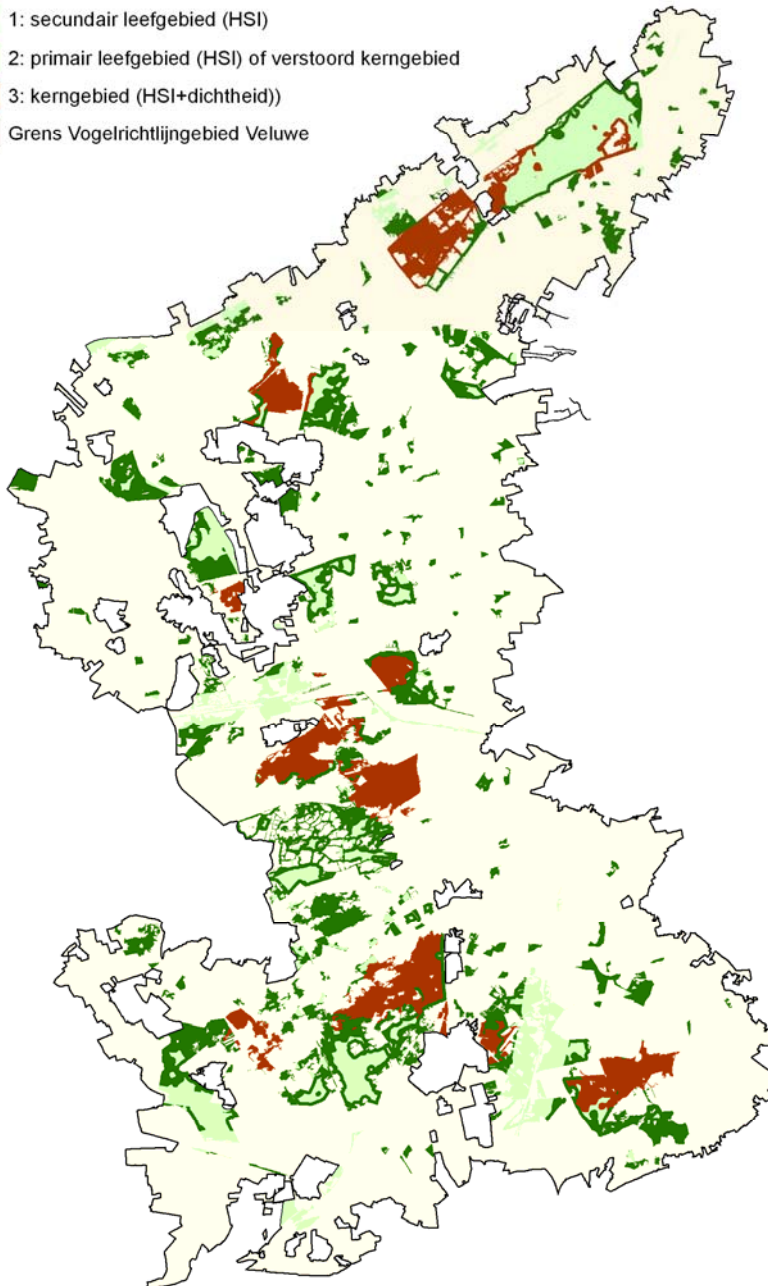 1: secundair leefgebied (HSI)
2: primair leefgebied (HSI) of verstoord kerngebied
3: kerngebied (HSI+dichtheid))
Grens Vogelrichtlijngebied Veluwe